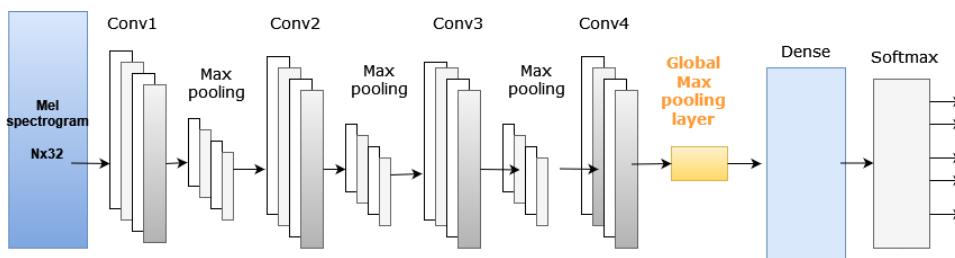 Mel
spectrogram
Nx32
Conv1
Max
pooling
Conv2
Max
pooling
Conv3
Max
pooling
Conv4
Global
Max
pooling
layer
Dense
Softmax